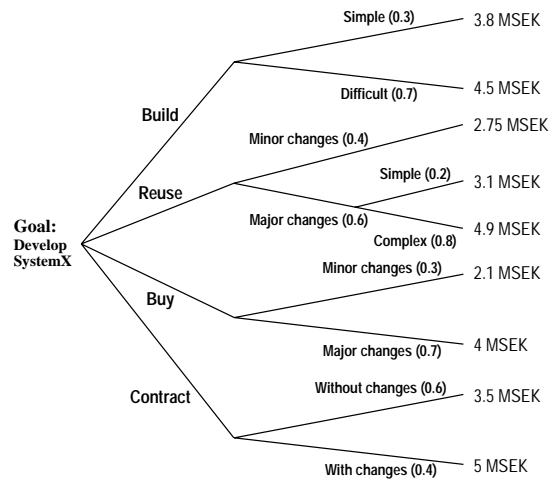 Simple (0.3)
3.8 MSEK
Difficult (0.7)
4.5 MSEK
Build
Minor changes (0.4)
2.75 MSEK
Reuse
Simple (0.2)
3.1 MSEK
Major changes (0.6)
Complex (0.8)
4.9 MSEK
Goal:
Develop
SystemX
Minor changes (0.3)
2.1 MSEK
Buy
Major changes (0.7)
4 MSEK
Contract
Without changes (0.6)
3.5 MSEK
With changes (0.4)
5 MSEK